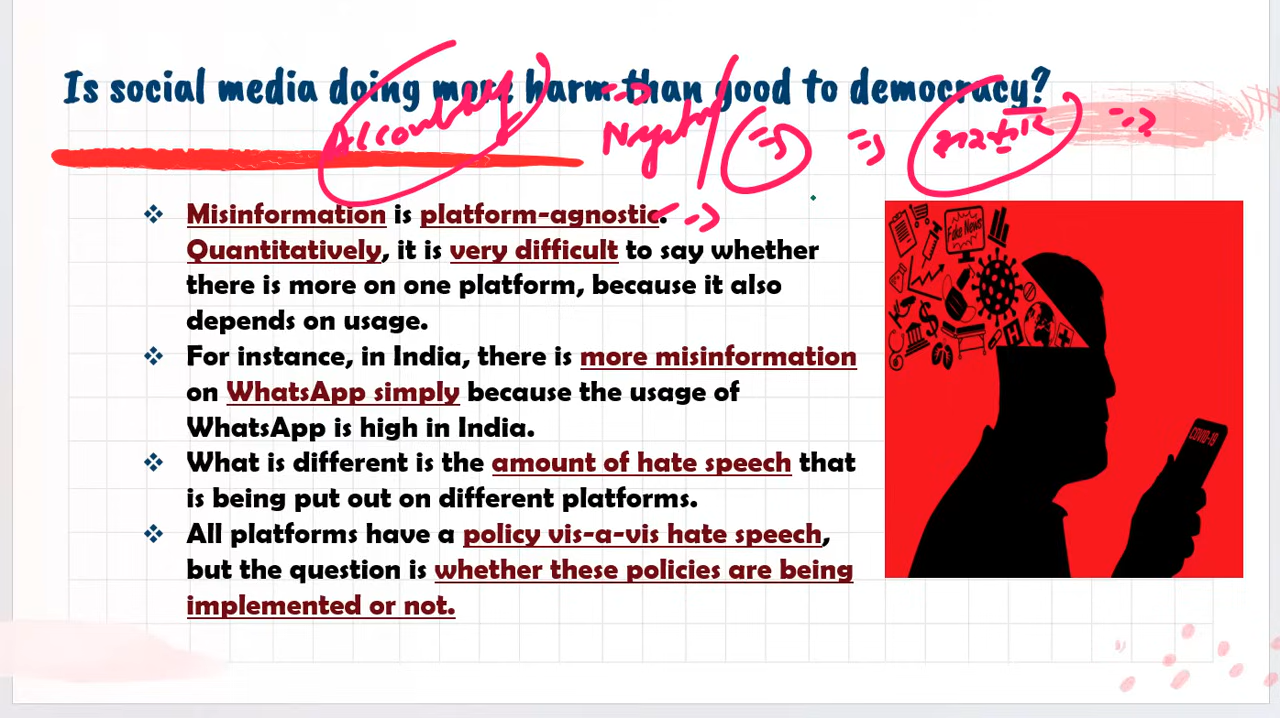 Is social media doing more harm than good to democracy?
❖ Misinformation is platform-agnostic.
Quantitatively, it is very difficult to say whether
there is more on one platform, because it also
depends on usage.
❖ For instance, in India, there is more misinformation
on WhatsApp simply because the usage of
WhatsApp is high in India.
❖ What is different is the amount of hate speech that
is being put out on different platforms.
❖ All platforms have a policy vis-a-vis hate speech,
but the question is whether these policies are being
implemented or not.
Fake News
H
$
COVID-19